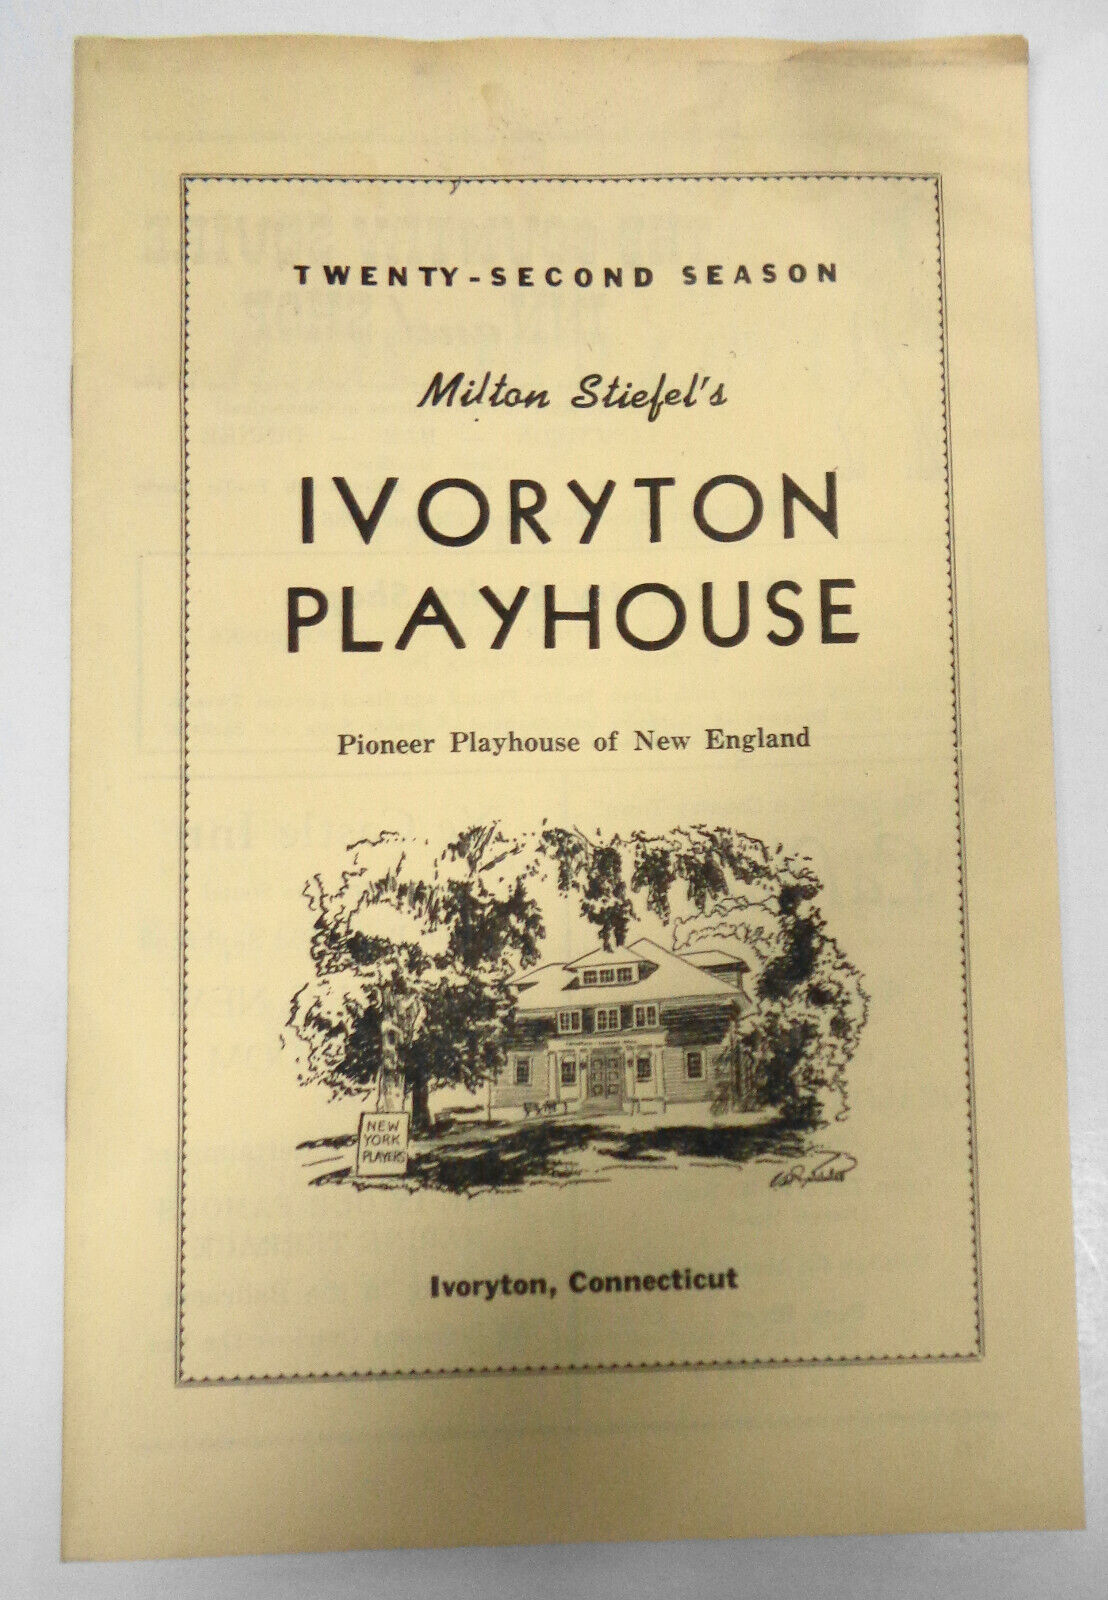 TWENTY-SECOND SEASON
Milton Stiefel's
IVORYTON
PLAYHOUSE
Pioneer Playhouse of New England
NEW
YORK
PLAYERS
Ivoryton, Connecticut